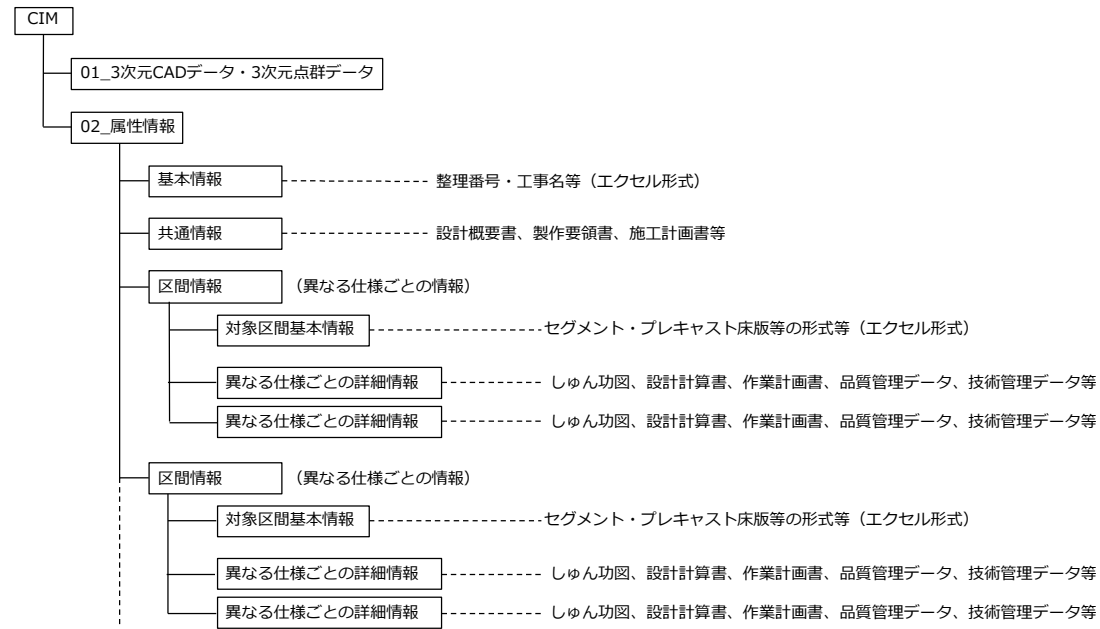 CIM
01_3次元CADデータ・3次元点群データ
02_属性情報
基本情報 整理番号・工事名等（エクセル形式）
共通情報 設計概要書、製作要領書、施工計画書等
区間情報 （異なる仕様ごとの情報）
対象区間基本情報 セグメント・プレキャスト床版等の形式等（エクセル形式）
異なる仕様ごとの詳細情報 しゅん功図、設計計算書、作業計画書、品質管理データ、技術管理データ等
異なる仕様ごとの詳細情報 しゅん功図、設計計算書、作業計画書、品質管理データ、技術管理データ等
区間情報 （異なる仕様ごとの情報）
対象区間基本情報 セグメント・プレキャスト床版等の形式等（エクセル形式）
異なる仕様ごとの詳細情報 しゅん功図、設計計算書、作業計画書、品質管理データ、技術管理データ等
異なる仕様ごとの詳細情報 しゅん功図、設計計算書、作業計画書、品質管理データ、技術管理データ等